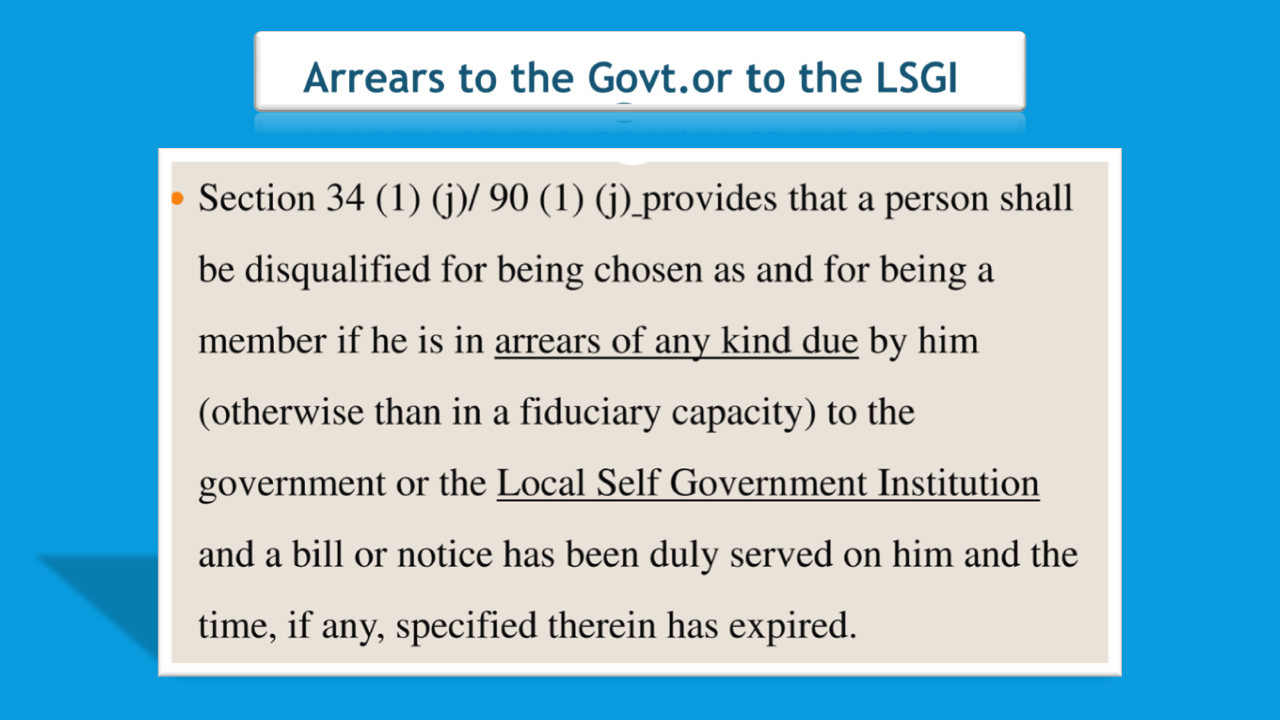 Arrears to the Govt.or to the LSGI
• Section 34 (1) (j)/ 90 (1) (j) provides that a person shall
be disqualified for being chosen as and for being a
member if he is in arrears of any kind due by him
(otherwise than in a fiduciary capacity) to the
government or the Local Self Government Institution
and a bill or notice has been duly served on him and the
time, if any, specified therein has expired.